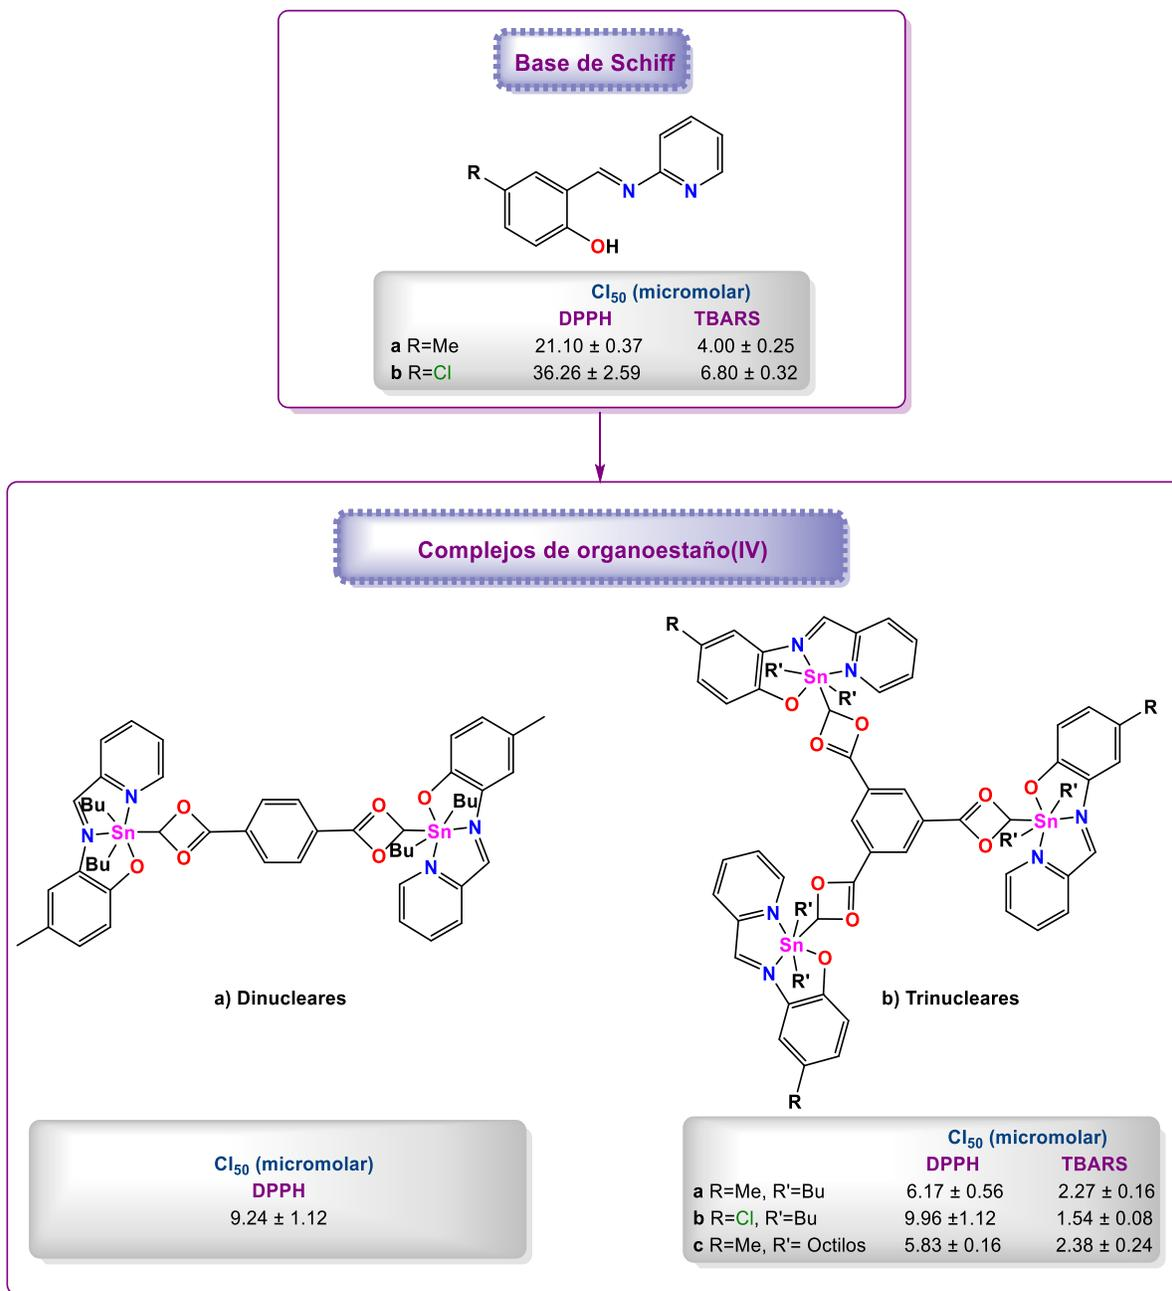 Base de Schiff
R
N
N
OH
CI50 (micromolar)
DPPH TBARS
a R=Me 21.10 ± 0.37 4.00 ± 0.25
b R=Cl 36.26 ± 2.59 6.80 ± 0.32
Complejos de organoestaño(IV)
R
N
R' Sn N
O R'
O
O
R
O R'
O Sn N
O R'
N
O
O
N R'
Sn O
N R'
R
Bu N
N Sn
Bu O
O
O
O
O
O Bu
Sn N
Bu
N
a) Dinucleares
b) Trinucleares
CI50 (micromolar)
DPPH
9.24 ± 1.12
CI50 (micromolar)
DPPH TBARS
a R=Me, R'=Bu 6.17 ± 0.56 2.27 ± 0.16
b R=Cl, R'=Bu 9.96 ±1.12 1.54 ± 0.08
c R=Me, R'= Octilos 5.83 ± 0.16 2.38 ± 0.24